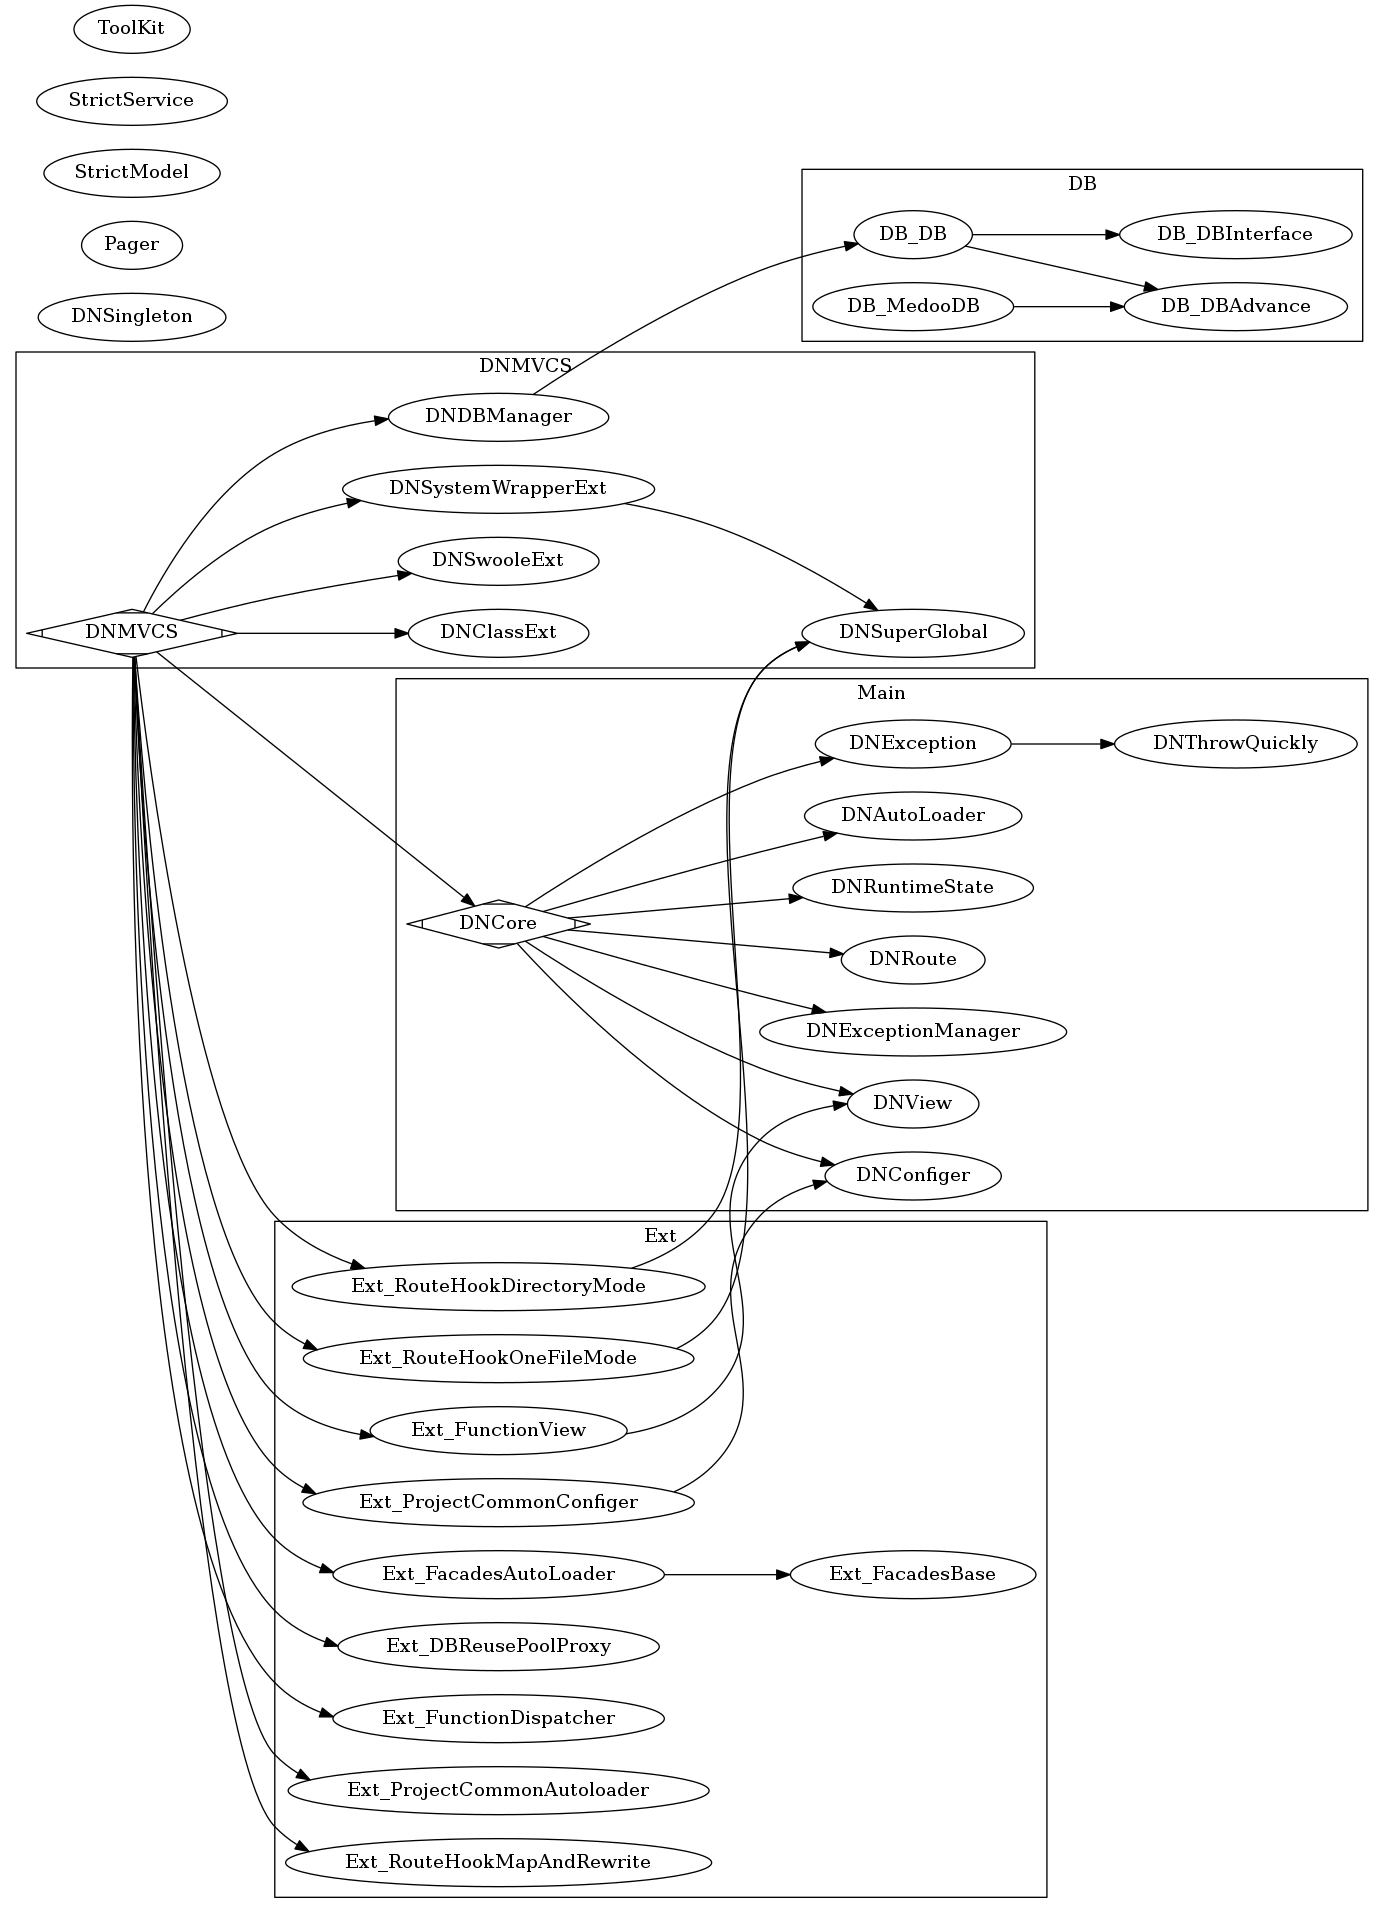 ToolKit
StrictService
StrictModel
Pager
DNSingleton
DB
DB_DB
DB_DBInterface
DB_MedooDB
DB_DBAdvance
DNMVCS
DNDBManager
DNSystemWrapperExt
DNSwooleExt
DNMVCS
DNClassExt
DNSuperGlobal
Main
DNException
DNThrowQuickly
DNAutoLoader
DNRuntimeState
DNCore
DNRoute
DNExceptionManager
DNView
DNConfiger
Ext
Ext_RouteHookDirectoryMode
Ext_RouteHookOneFileMode
Ext_FunctionView
Ext_ProjectCommonConfiger
Ext_FacadesAutoLoader
Ext_FacadesBase
Ext_DBReusePoolProxy
Ext_FunctionDispatcher
Ext_ProjectCommonAutoloader
Ext_RouteHookMapAndRewrite